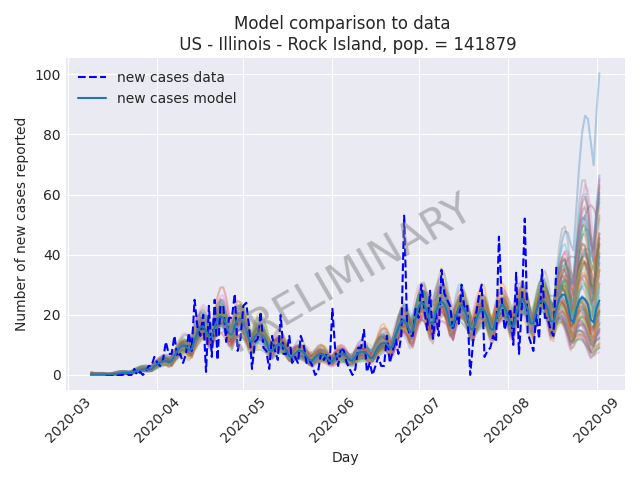 Model comparison to data
US - Illinois - Rock Island, pop. = 141879
new cases data
new cases model
PRELIMINARY
Number of new cases reported
100
80
60
40
20
0
2020-03
2020-04
2020-05
2020-06
2020-07
2020-08
2020-09
Day